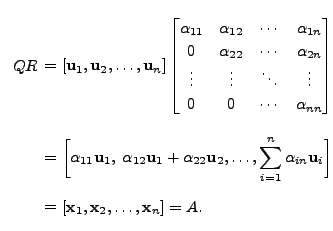 QR = [𝐮₁, 𝐮₂, …, 𝐮ₙ] [α₁₁ α₁₂ ⋯ α₁ₙ
0 α₂₂ ⋯ α₂ₙ
⋮ ⋮ ⋱ ⋮
0 0 ⋯ αₙₙ]
= [α₁₁𝐮₁, α₁₂𝐮₁ + α₂₂𝐮₂, …, ∑ᵢ₌₁ⁿ αᵢₙ𝐮ᵢ]
= [𝐱₁, 𝐱₂, …, 𝐱ₙ] = A.